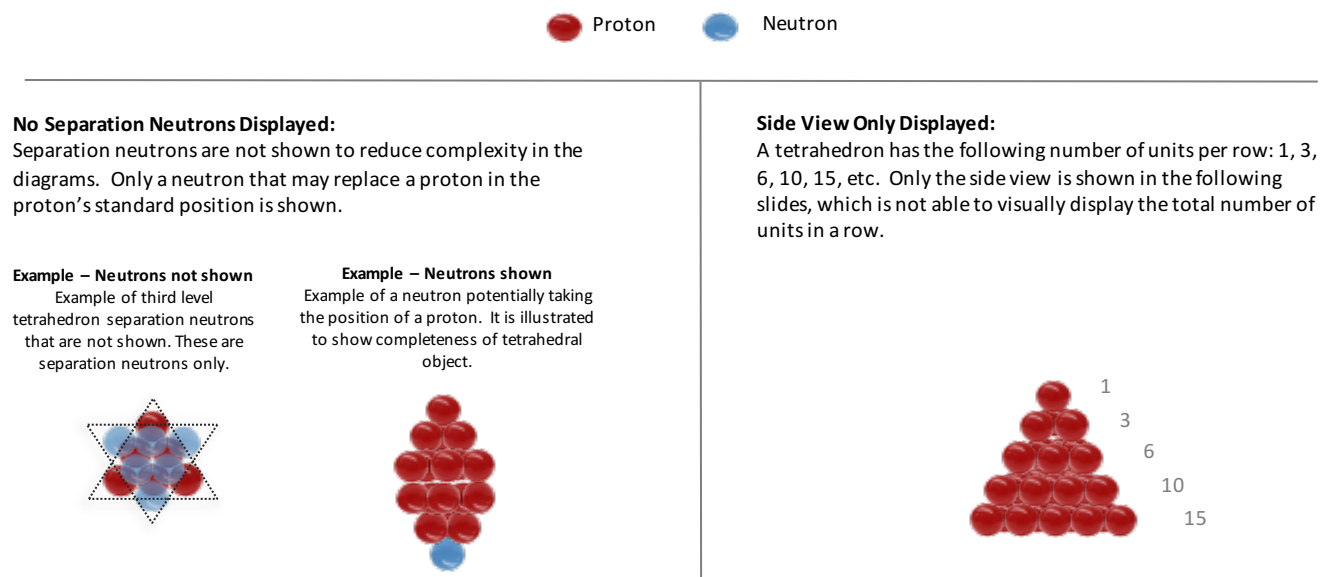 Proton
Neutron
No Separation Neutrons Displayed:
Separation neutrons are not shown to reduce complexity in the
diagrams. Only a neutron that may replace a proton in the
proton's standard position is shown.
Example – Neutrons not shown
Example of third level
tetrahedron separation neutrons
that are not shown. These are
separation neutrons only.
Example – Neutrons shown
Example of a neutron potentially taking
the position of a proton. It is illustrated
to show completeness of tetrahedral
object.
Side View Only Displayed:
A tetrahedron has the following number of units per row: 1, 3,
6, 10, 15, etc. Only the side view is shown in the following
slides, which is not able to visually display the total number of
units in a row.
1
3
6
10
15